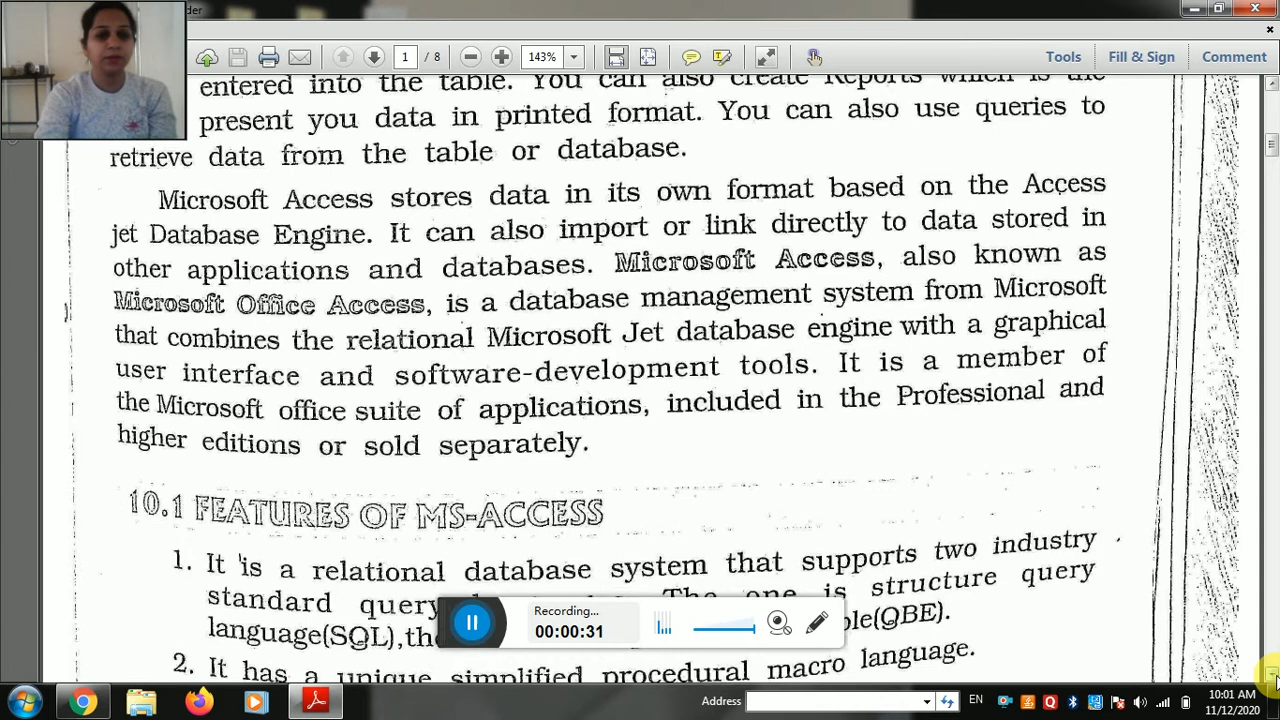 der
1 / 8
143%
Tools
Fill & Sign
Comment
entered into the table. You can also create Reports which is the
present you data in printed format. You can also use queries to
retrieve data from the table or database.
Microsoft Access stores data in its own format based on the Access
jet Database Engine. It can also import or link directly to data stored in
other applications and databases. Microsoft Access, also known as
Microsoft Office Access, is a database management system from Microsoft
that combines the relational Microsoft Jet database engine with a graphical
user interface and software-development tools. It is a member of
the Microsoft office suite of applications, included in the Professional and
higher editions or sold separately.
10.1 FEATURES OF MS-ACCESS
1. It is a relational database system that supports two industry
standard query The one is structure query
language(SQL),the ple(QBE).
2. It has a unique simplified procedural macro language.
Recording...
00:00:31
Address
EN
10:01 AM
11/12/2020